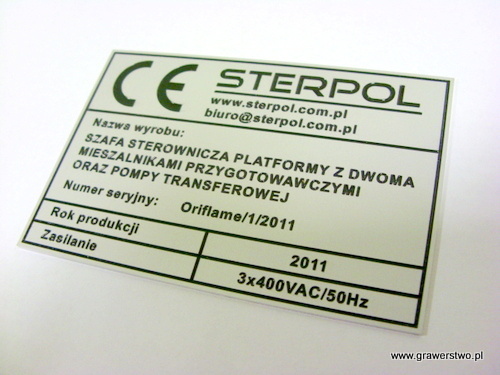 CE STERPOL
www.sterpol.com.pl
biuro@sterpol.com.pl
Nazwa wyrobu:
SZAFA STEROWNICZA PLATFORMY Z DWOMA
MIESZALNIKAMI PRZYGOTOWAWCZYMI
ORAZ POMPY TRANSFEROWEJ
Numer seryjny: Oriflame/1/2011
Rok produkcji 2011
Zasilanie 3x400VAC/50Hz
www.grawerstwo.pl